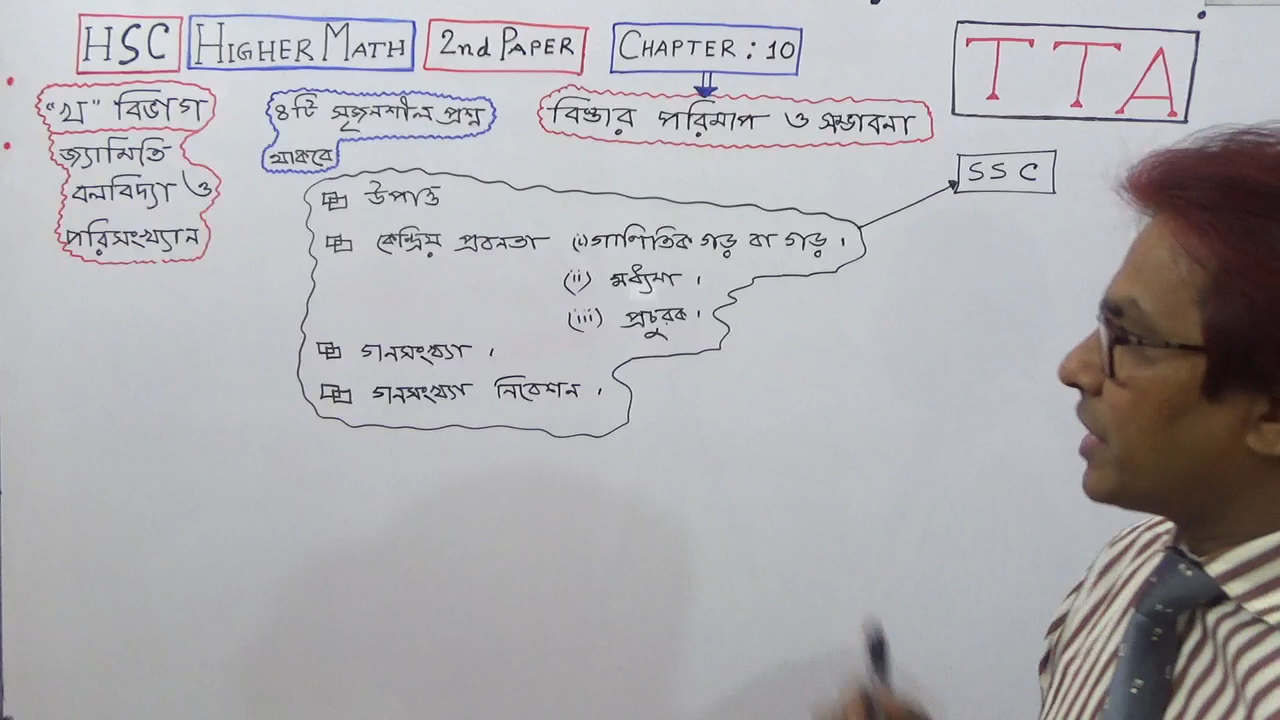 HSC HIGHER MATH 2nd PAPER CHAPTER : 10
TTA
"খ" বিভাগ
জ্যামিতি
বলবিদ্যা ও
পরিসংখ্যান
৪টি সৃজনশীল প্রশ্ন
থাকবে
বিস্তার পরিমাপ ও সম্ভাবনা
SSC
উপাত্ত
কেন্দ্রিয় প্রবনতা (i) গাণিতিক গড় বা গড়।
(ii) মধ্যমা ।
(iii) প্রচুরক।
গনসংখ্যা ।
গনসংখ্যা নিবেশন ।